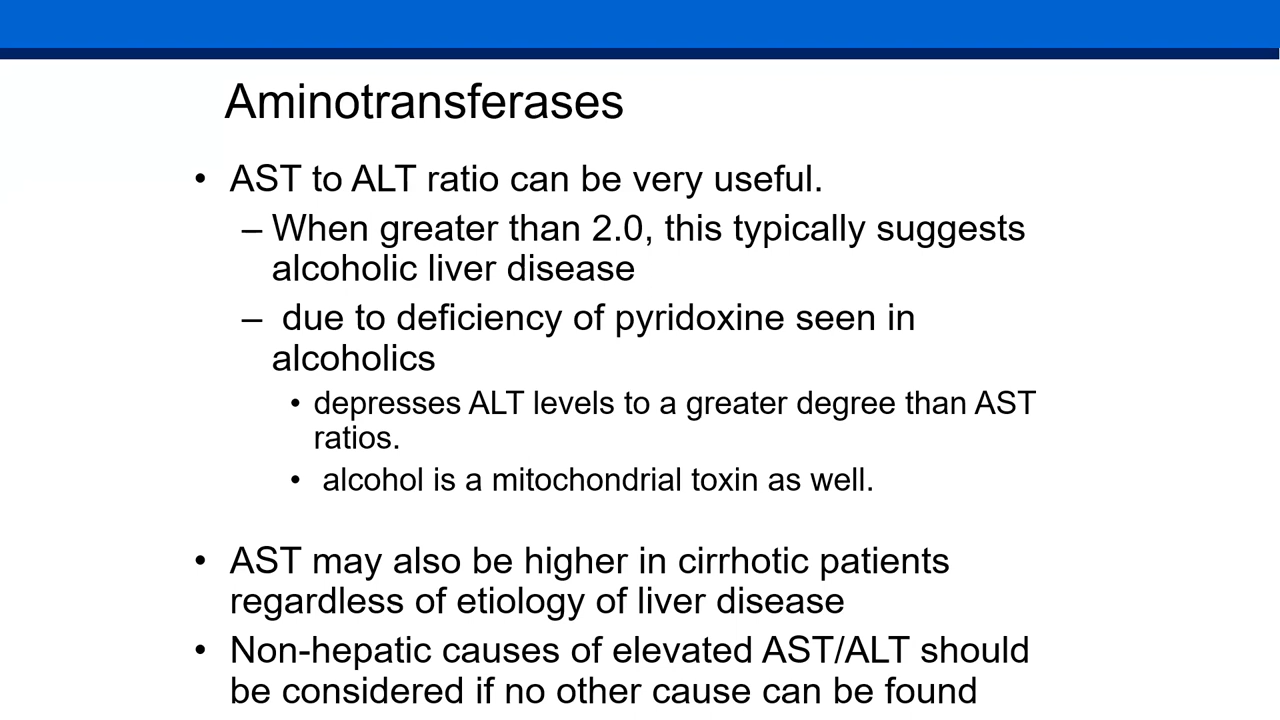 Aminotransferases
• AST to ALT ratio can be very useful.
– When greater than 2.0, this typically suggests
alcoholic liver disease
– due to deficiency of pyridoxine seen in
alcoholics
• depresses ALT levels to a greater degree than AST
ratios.
• alcohol is a mitochondrial toxin as well.
• AST may also be higher in cirrhotic patients
regardless of etiology of liver disease
• Non-hepatic causes of elevated AST/ALT should
be considered if no other cause can be found